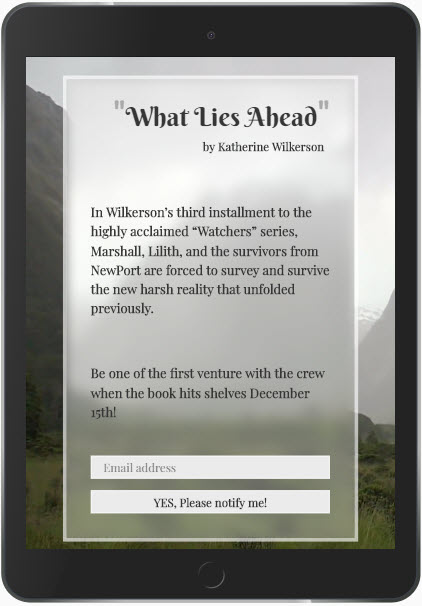 "What Lies Ahead"
by Katherine Wilkerson
In Wilkerson’s third installment to the
highly acclaimed “Watchers” series,
Marshall, Lilith, and the survivors from
NewPort are forced to survey and survive
the new harsh reality that unfolded
previously.
Be one of the first venture with the crew
when the book hits shelves December
15th!
Email address
YES, Please notify me!